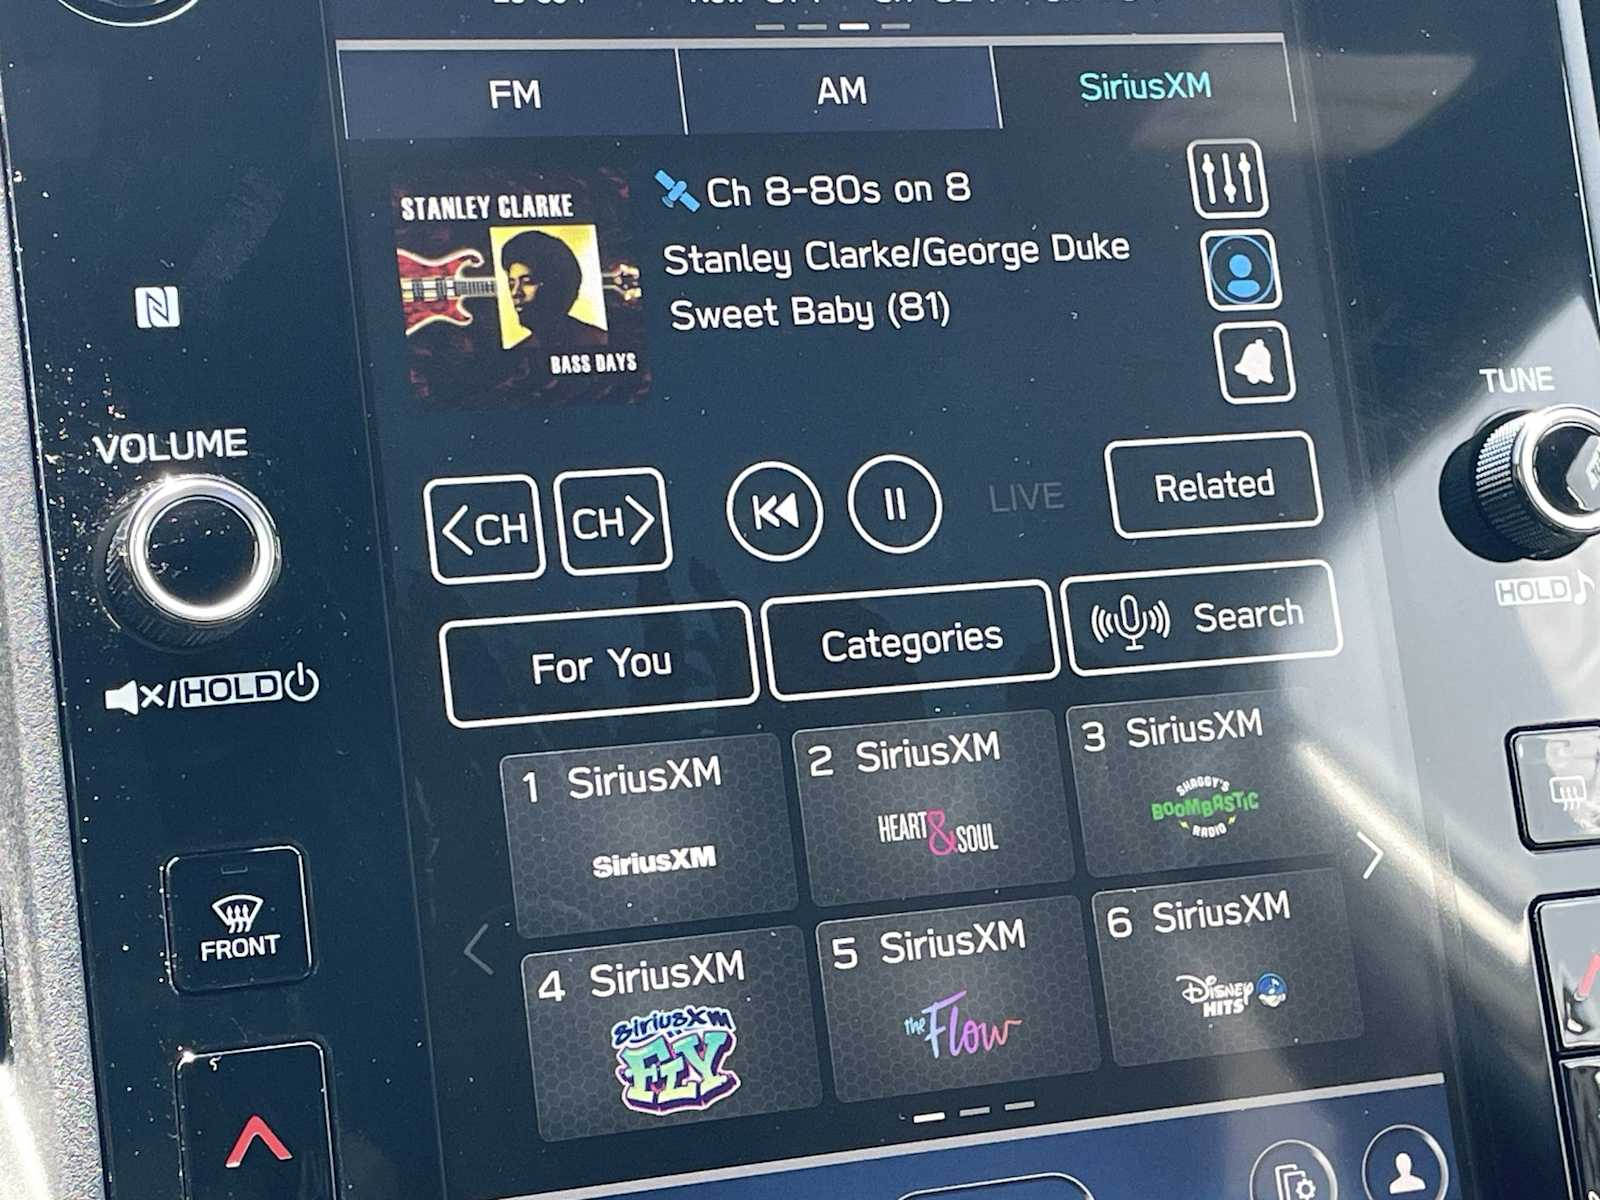 FM
AM
SiriusXM
STANLEY CLARKE
BASS DAYS
Ch 8-80s on 8
Stanley Clarke/George Duke
Sweet Baby (81)
VOLUME
TUNE
<CH
CH>
LIVE
Related
HOLD
For You
Categories
Search
/HOLD
1 SiriusXM
SiriusXM
2 SiriusXM
HEART & SOUL
3 SiriusXM
SHAGGY'S
BOOMBASTIC
RADIO
FRONT
4 SiriusXM
SiriusXM
FLY
5 SiriusXM
the Flow
6 SiriusXM
DISNEY
HITS